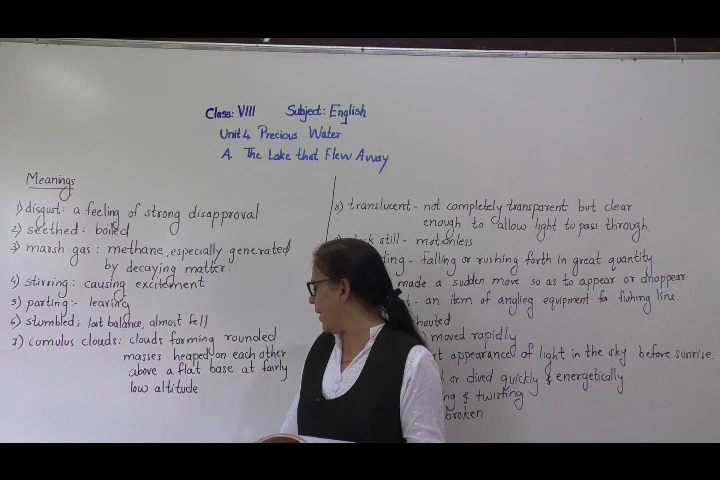 Class: VIII Subject: English
Unit 4. Precious Water
A. The Lake that Flew Away
Meanings
1) disgust: a feeling of strong disapproval
2) seethed: boiled
3) marsh gas: methane, especially generated
by decaying matter.
4) stirring: causing excitement
5) parting:- leaving
6) stumbled: lost balance, almost fell
7) cumulus clouds: clouds forming rounded
masses heaped on each other
above a flat base at fairly
low altitude
8) translucent - not completely transparent but clear
enough to allow light to pass through.
still - motionless
- falling or rushing forth in great quantity.
made a sudden move so as to appear or disappear
- an item of angling equipment for fishing line.
moved rapidly
appearance of light in the sky before sunrise.
or dived quickly & energetically
& twisting
broken